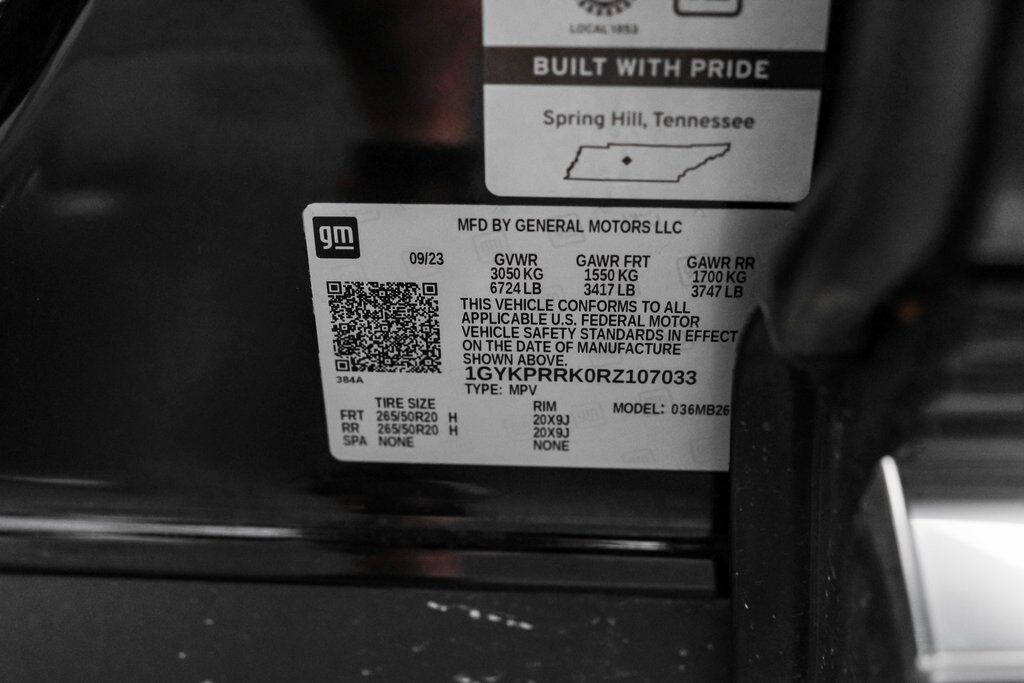 LOCAL 1853
BUILT WITH PRIDE
Spring Hill, Tennessee
gm
MFD BY GENERAL MOTORS LLC
09/23 GVWR GAWR FRT GAWR RR
3050 KG 1550 KG 1700 KG
6724 LB 3417 LB 3747 LB
THIS VEHICLE CONFORMS TO ALL
APPLICABLE U.S. FEDERAL MOTOR
VEHICLE SAFETY STANDARDS IN EFFECT
ON THE DATE OF MANUFACTURE
SHOWN ABOVE.
1GYKPRRK0RZ107033
384A
TYPE: MPV
TIRE SIZE RIM MODEL: 036MB26
FRT 265/50R20 H 20X9J
RR 265/50R20 H 20X9J
SPA NONE NONE